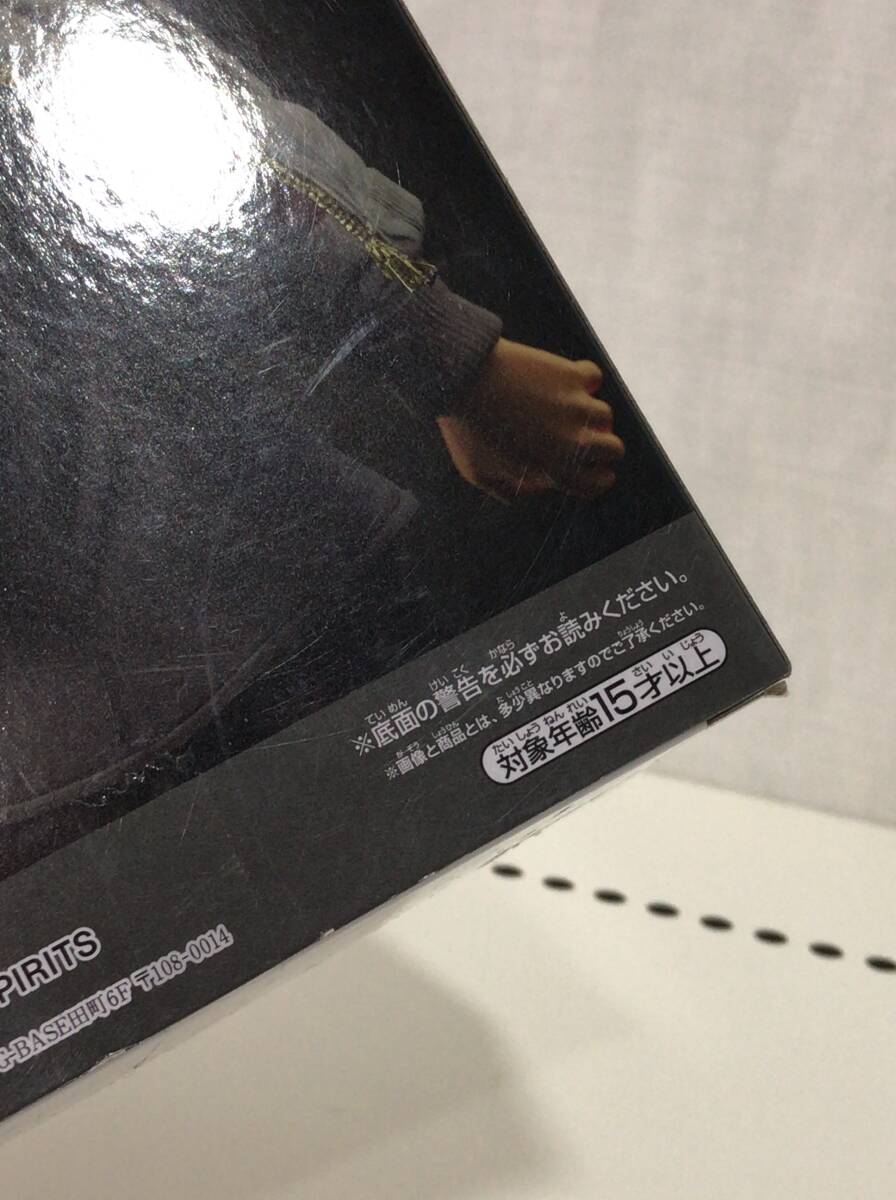 ※底面の警告を必ずお読みください。
※画像と商品とは、多少異なりますのでご了承ください。
対象年齢15才以上
PIRITS
G-BASE田町6F 〒108-0014